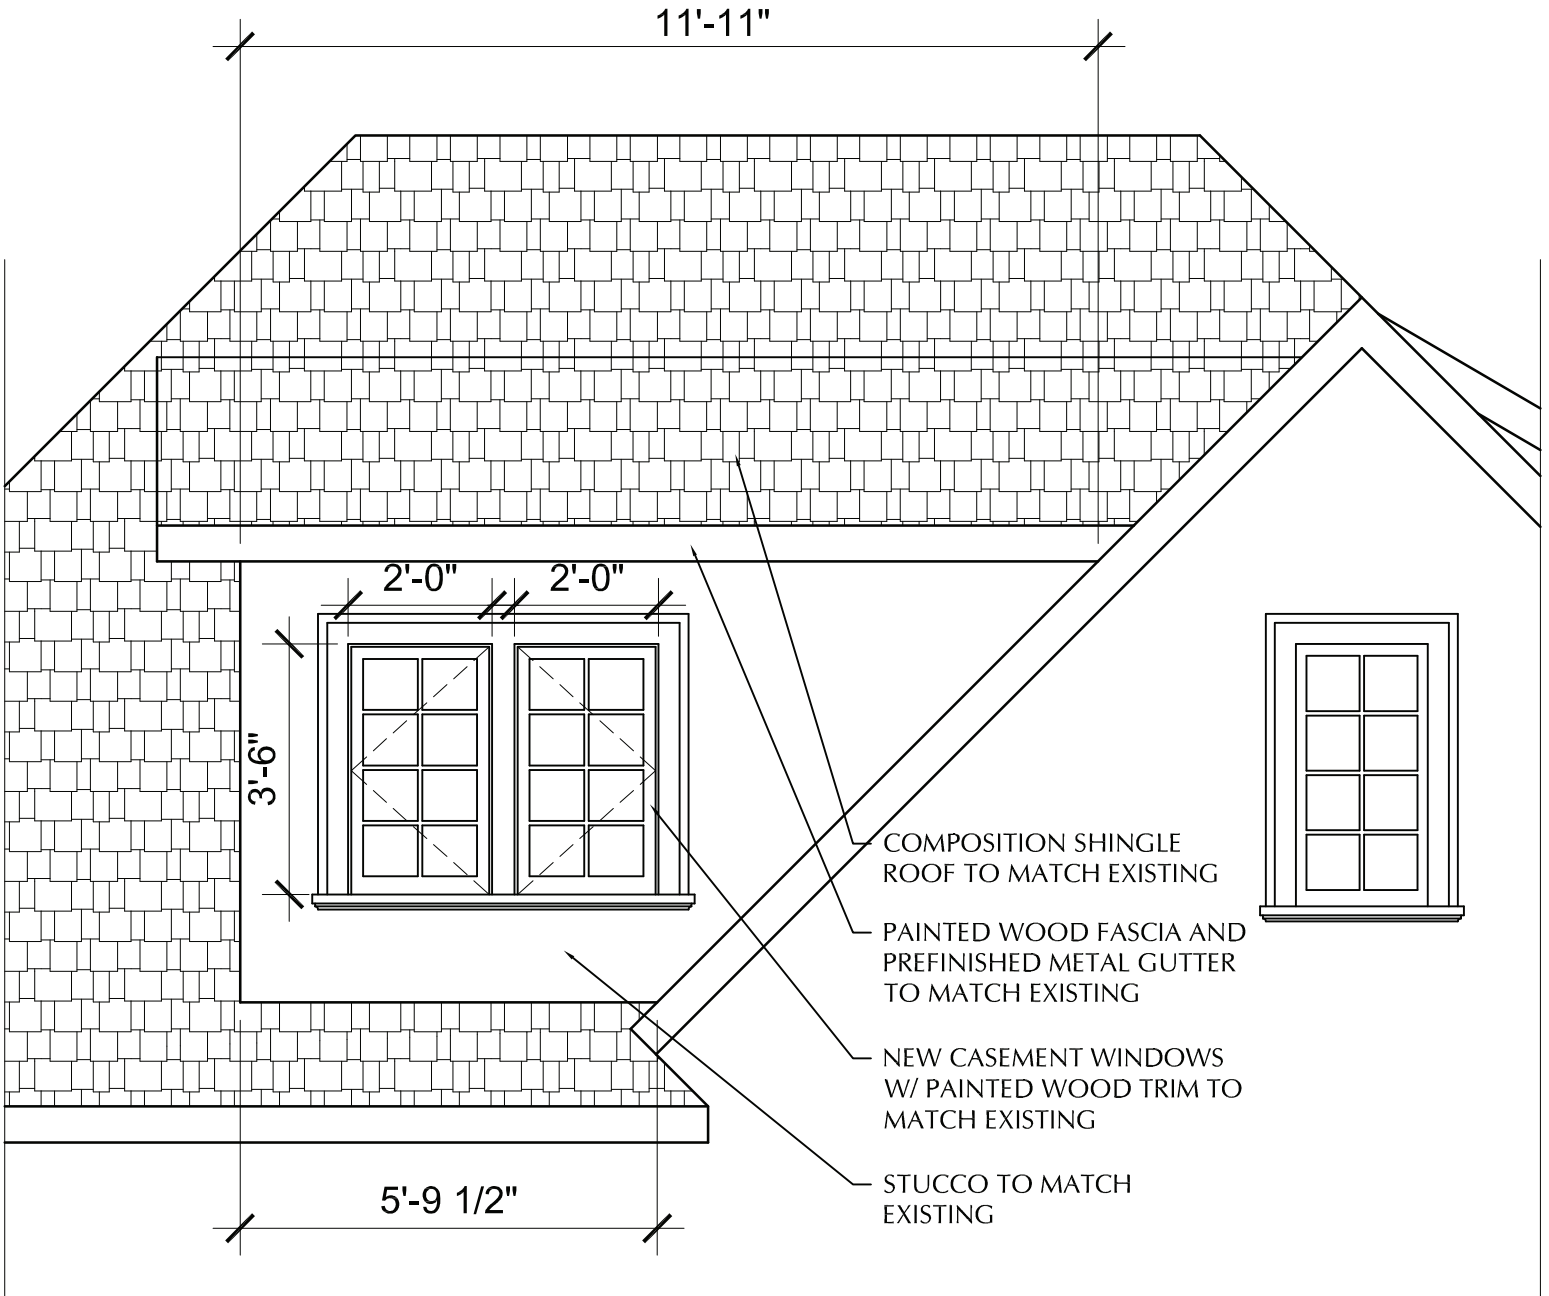 11'-11"
2'-0" 2'-0"
3'-6"
COMPOSITION SHINGLE
ROOF TO MATCH EXISTING
PAINTED WOOD FASCIA AND
PREFINISHED METAL GUTTER
TO MATCH EXISTING
NEW CASEMENT WINDOWS
W/ PAINTED WOOD TRIM TO
MATCH EXISTING
STUCCO TO MATCH
EXISTING
5'-9 1/2"